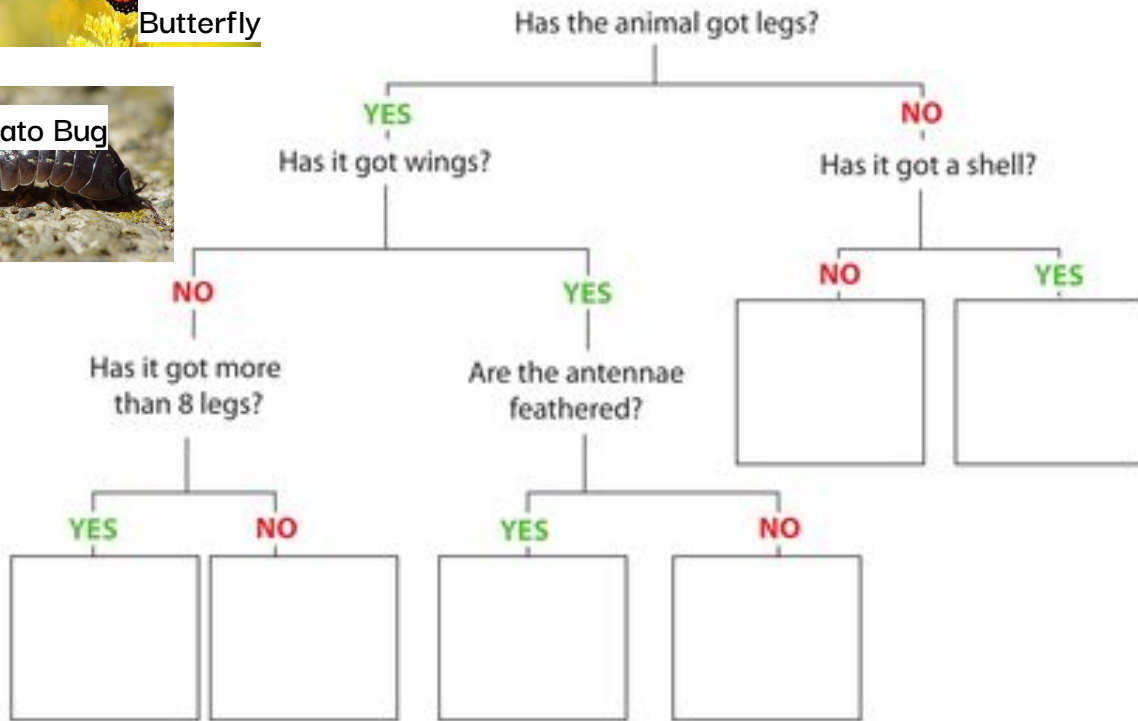 Butterfly
Has the animal got legs?
ato Bug
YES
NO
Has it got wings?
Has it got a shell?
NO
YES
NO
YES
Has it got more
than 8 legs?
Are the antennae
feathered?
YES
NO
YES
NO